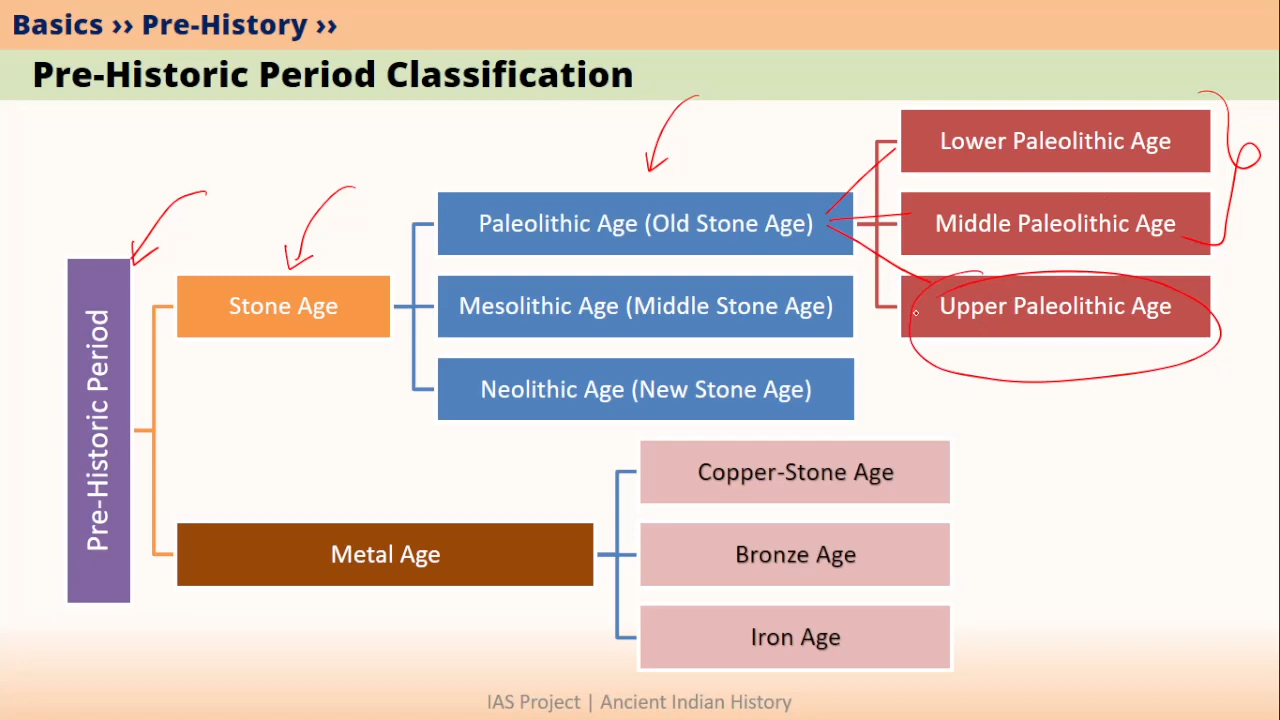 Basics ›› Pre-History ››
Pre-Historic Period Classification
Pre-Historic Period
Stone Age
Paleolithic Age (Old Stone Age)
Lower Paleolithic Age
Middle Paleolithic Age
Upper Paleolithic Age
Mesolithic Age (Middle Stone Age)
Neolithic Age (New Stone Age)
Metal Age
Copper-Stone Age
Bronze Age
Iron Age
IAS Project | Ancient Indian History